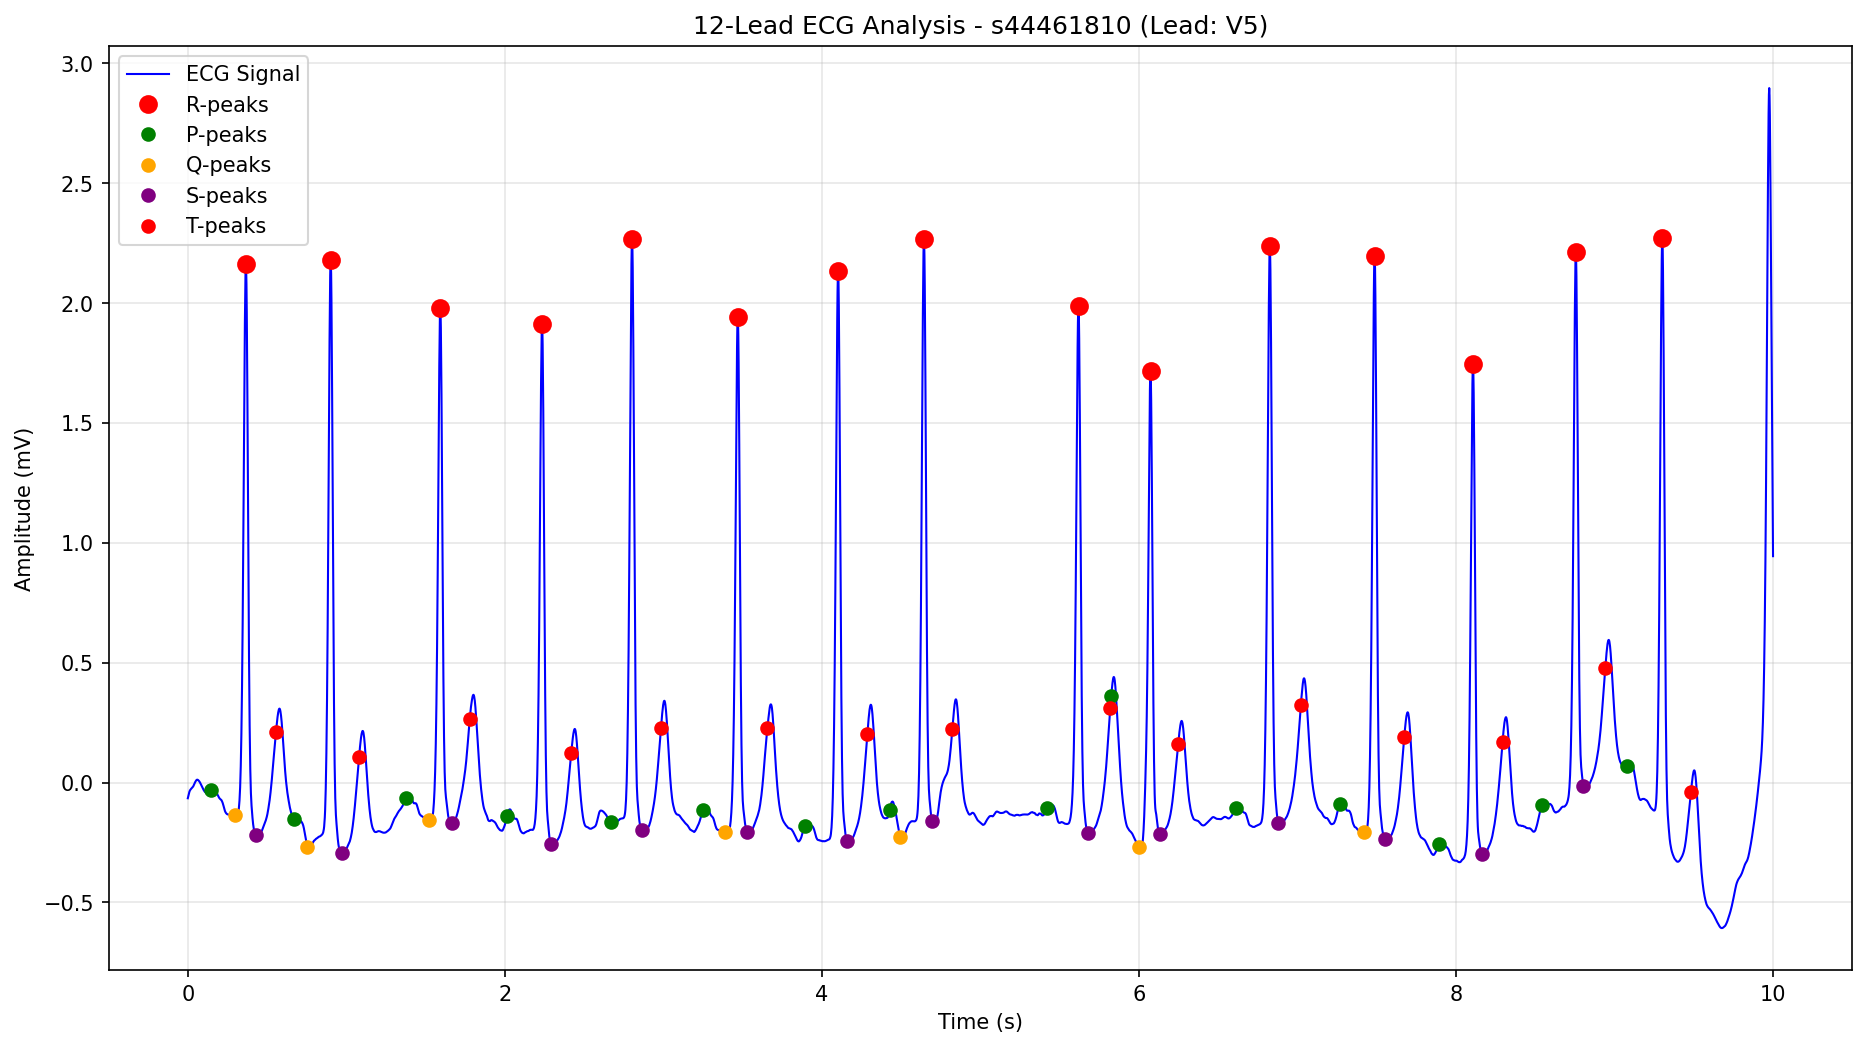 12-Lead ECG Analysis - s44461810 (Lead: V5)
ECG Signal
R-peaks
P-peaks
Q-peaks
S-peaks
T-peaks
Amplitude (mV)
3.0
2.5
2.0
1.5
1.0
0.5
0.0
−0.5
0 2 4 6 8 10
Time (s)